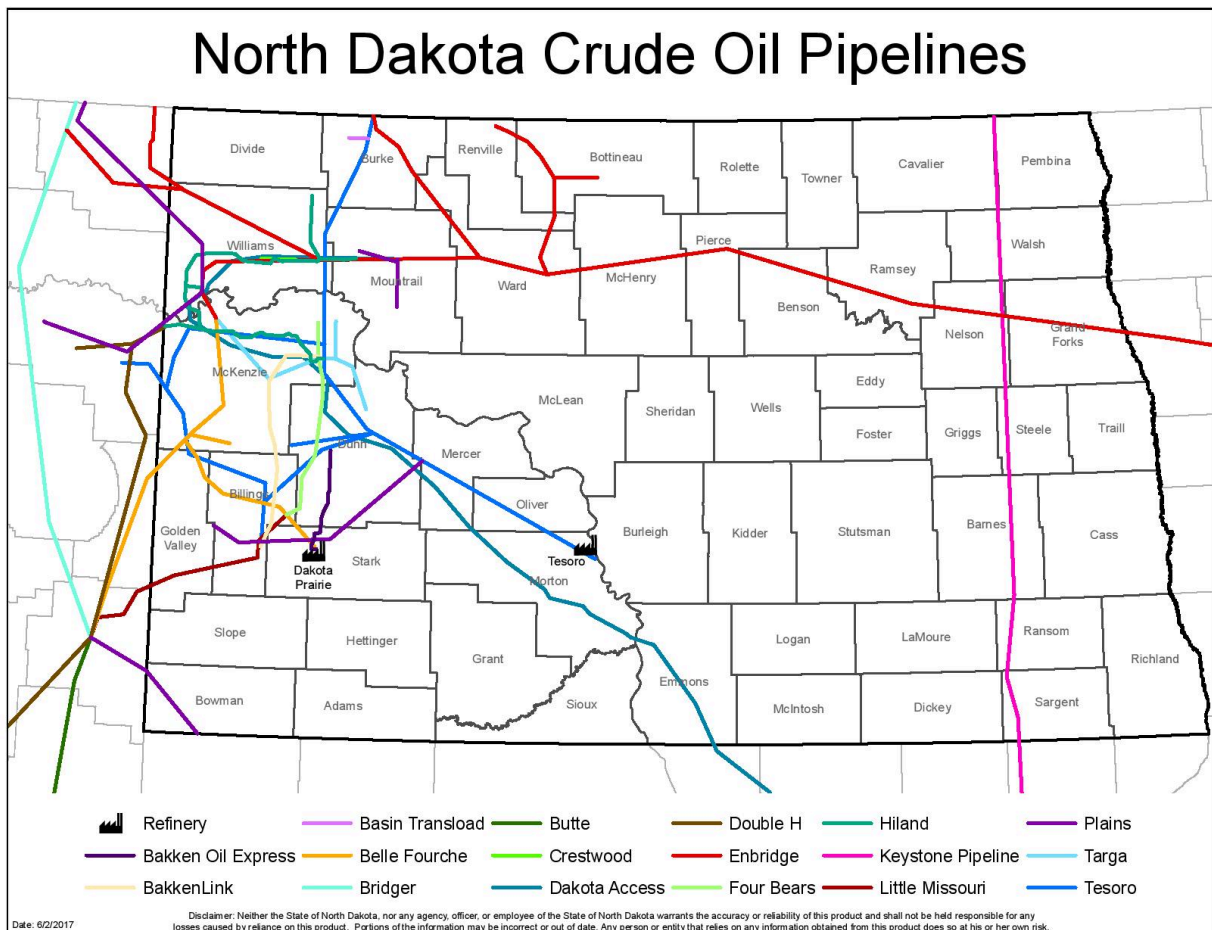 North Dakota Crude Oil Pipelines
Divide
Burke
Renville
Bottineau
Rolette
Towner
Cavalier
Pembina
Williams
Mountrail
Ward
McHenry
Pierce
Ramsey
Walsh
Benson
Nelson
Grand
Forks
McKenzie
McLean
Sheridan
Wells
Eddy
Foster
Griggs
Steele
Traill
Dunn
Mercer
Oliver
Billings
Golden
Valley
Stark
Dakota
Prairie
Tesoro
Morton
Burleigh
Kidder
Stutsman
Barnes
Cass
Slope
Hettinger
Grant
Bowman
Adams
Sioux
Emmons
Logan
LaMoure
Ransom
Richland
McIntosh
Dickey
Sargent
Refinery
Basin Transload
Butte
Double H
Hiland
Plains
Bakken Oil Express
Belle Fourche
Crestwood
Enbridge
Keystone Pipeline
Targa
BakkenLink
Bridger
Dakota Access
Four Bears
Little Missouri
Tesoro
Date: 6/2/2017
Disclaimer: Neither the State of North Dakota, nor any agency, officer, or employee of the State of North Dakota warrants the accuracy or reliability of this product and shall not be held responsible for any
losses caused by reliance on this product. Portions of the information may be incorrect or out of date. Any person or entity that relies on any information obtained from this product does so at his or her own risk.